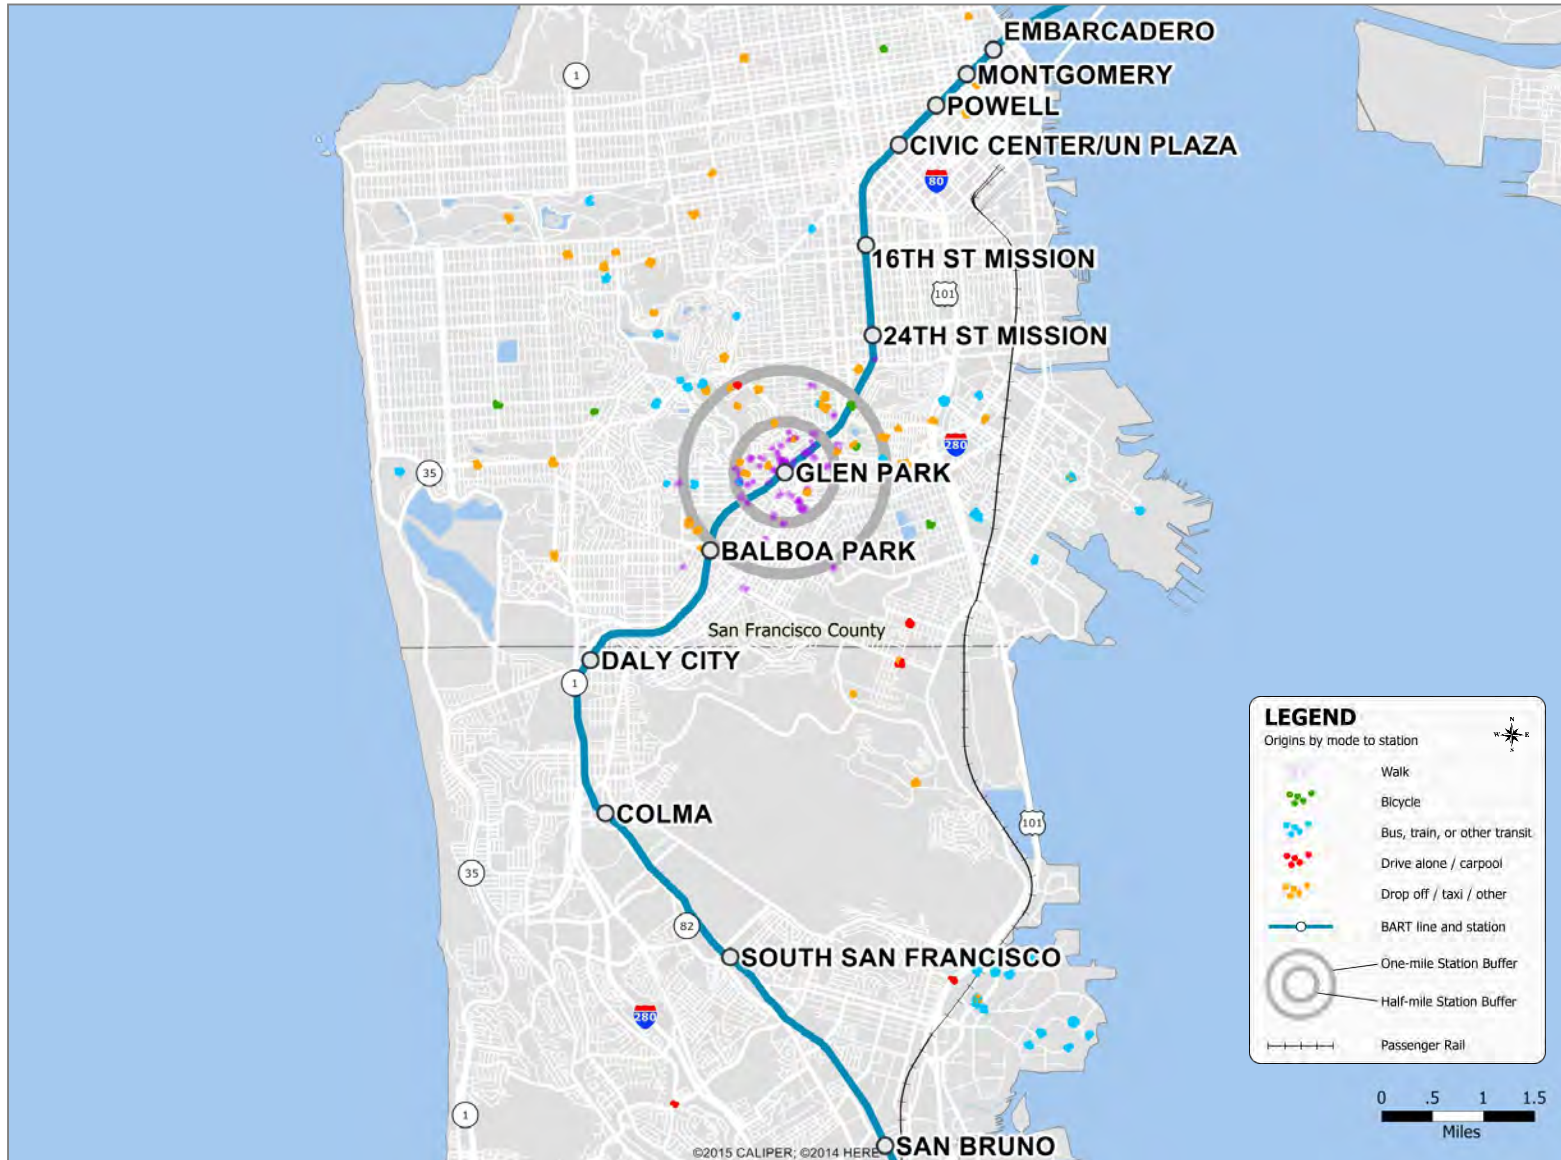 EMBARCADERO
1
MONTGOMERY
POWELL
CIVIC CENTER/UN PLAZA
80
16TH ST MISSION
101
24TH ST MISSION
280
35
GLEN PARK
BALBOA PARK
San Francisco County
DALY CITY
1
COLMA
101
35
82
SOUTH SAN FRANCISCO
280
1
SAN BRUNO
©2015 CALIPER; ©2014 HERE
LEGEND
Origins by mode to station
N
W E
S
Walk
Bicycle
Bus, train, or other transit
Drive alone / carpool
Drop off / taxi / other
BART line and station
One-mile Station Buffer
Half-mile Station Buffer
Passenger Rail
0 .5 1 1.5
Miles